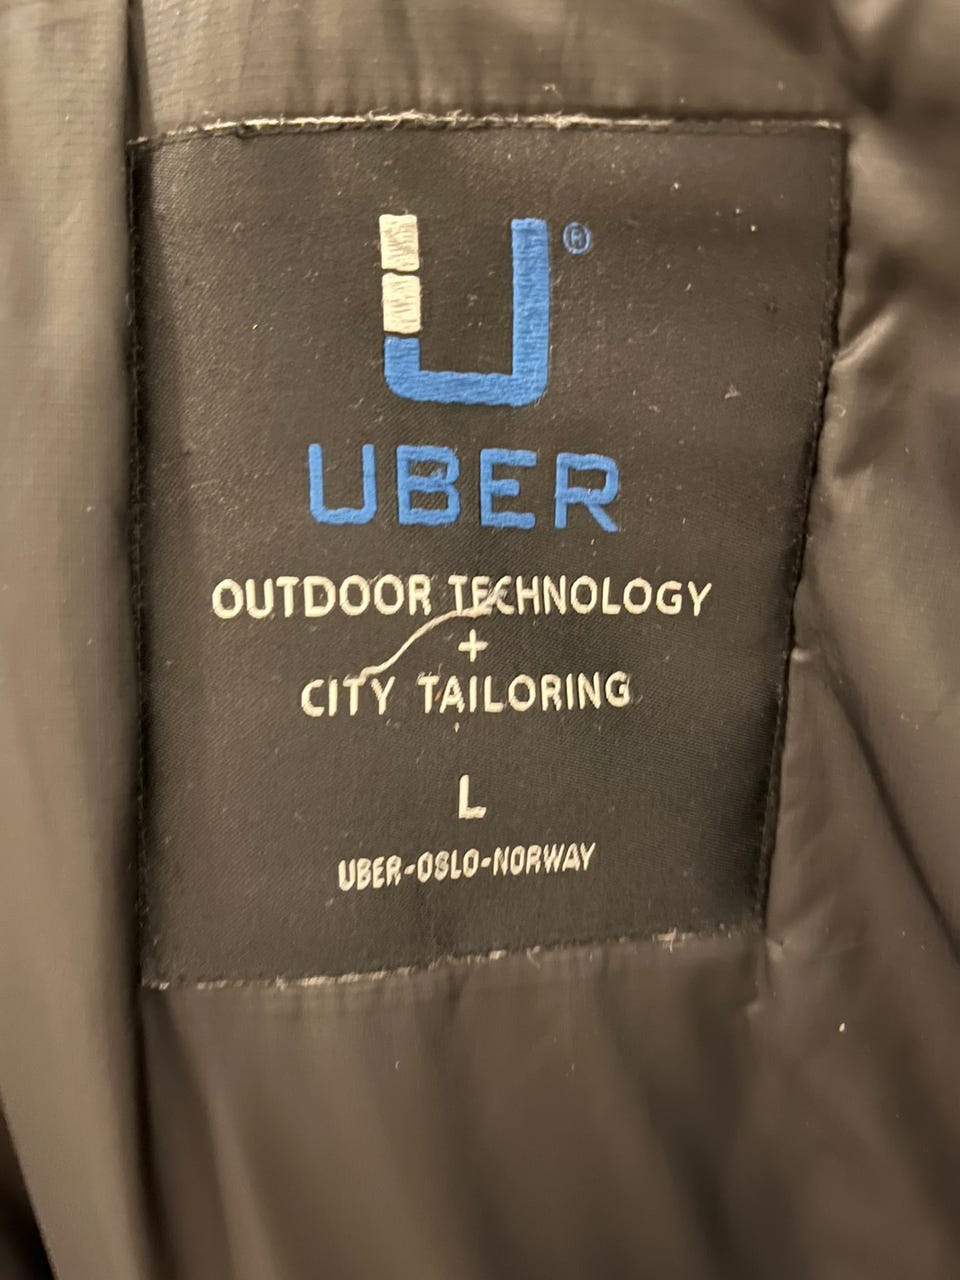 U®
UBER
OUTDOOR TECHNOLOGY
+
CITY TAILORING
L
UBER-OSLO-NORWAY